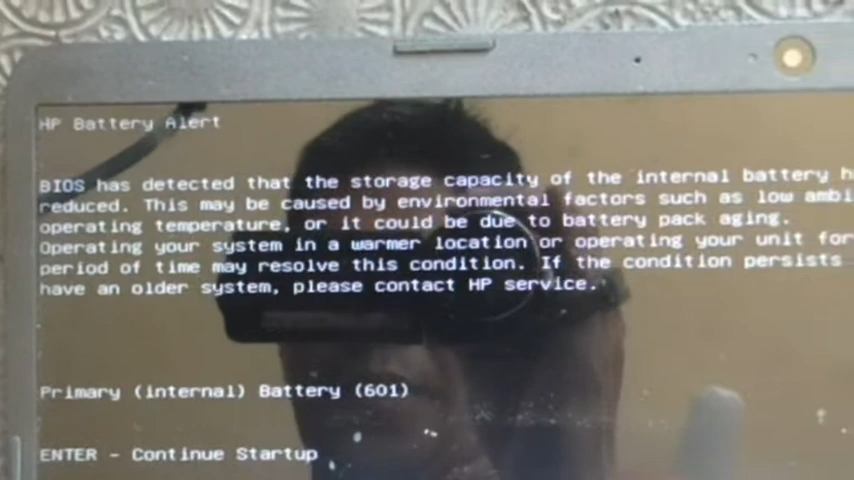 HP Battery Alert
BIOS has detected that the storage capacity of the internal battery
reduced. This may be caused by environmental factors such as low
operating temperature, or it could be due to battery pack aging.
Operating your system in a warmer location or operating your unit for
period of time may resolve this condition. If the condition persists
have an older system, please contact HP service.
Primary (internal) Battery (601)
ENTER - Continue Startup